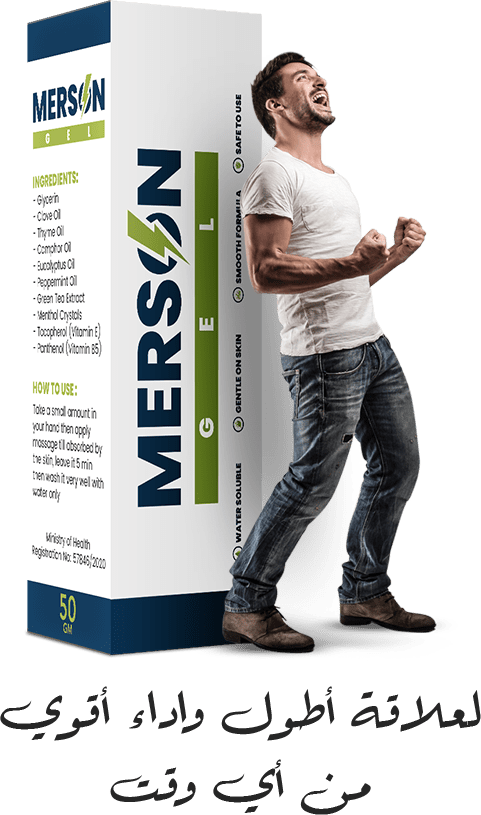 MERSON
GEL
INGREDIENTS:
- Glycerin
- Clove Oil
- Thyme Oil
- Camphor Oil
- Eucalyptus Oil
- Peppermint Oil
- Green Tea Extract
- Menthol Crystals
- Tocopherol (Vitamin E)
- Panthenol (Vitamin B5)
HOW TO USE :
Take a small amount in
your hand then apply
massage till absorbed by
the skin, leave it 5 min
then wash it very well with
water only
Ministry of Health
Registration No: 57846/2020
50
GM
MERSON
GEL
WATER SOLUBLE
GENTLE ON SKIN
SMOOTH FORMULA
SAFE TO USE
لعلاقة أطول واداء أقوي
من أي وقت